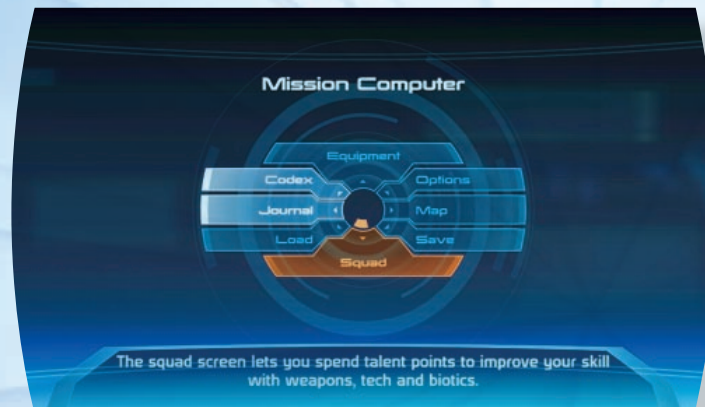 Mission Computer
Equipment
Codex
Options
Journal
Map
Load
Save
Squad
The squad screen lets you spend talent points to improve your skill
with weapons, tech and biotics.